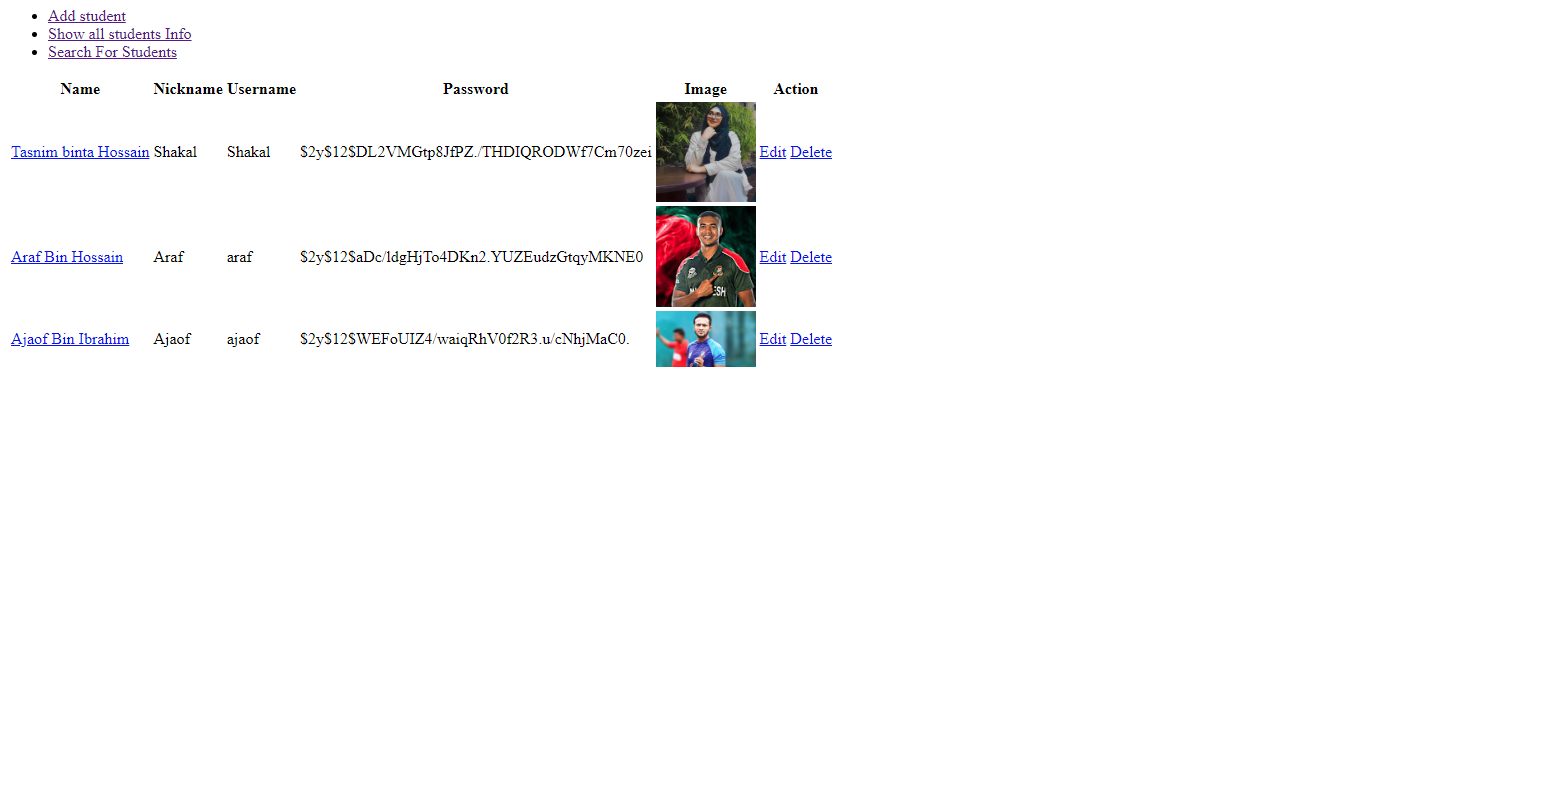 Add student
Show all students Info
Search For Students
Name Nickname Username Password Image Action
Tasnim binta Hossain Shakal Shakal $2y$12$DL2VMGtp8JfPZ./THDIQRODWf7Cm70zei Edit Delete
Araf Bin Hossain Araf araf $2y$12$aDc/ldgHjTo4DKn2.YUZEudzGtqyMKNE0 Edit Delete
Ajaof Bin Ibrahim Ajaof ajaof $2y$12$WEFoUIZ4/waiqRhV0f2R3.u/cNhjMaC0. Edit Delete